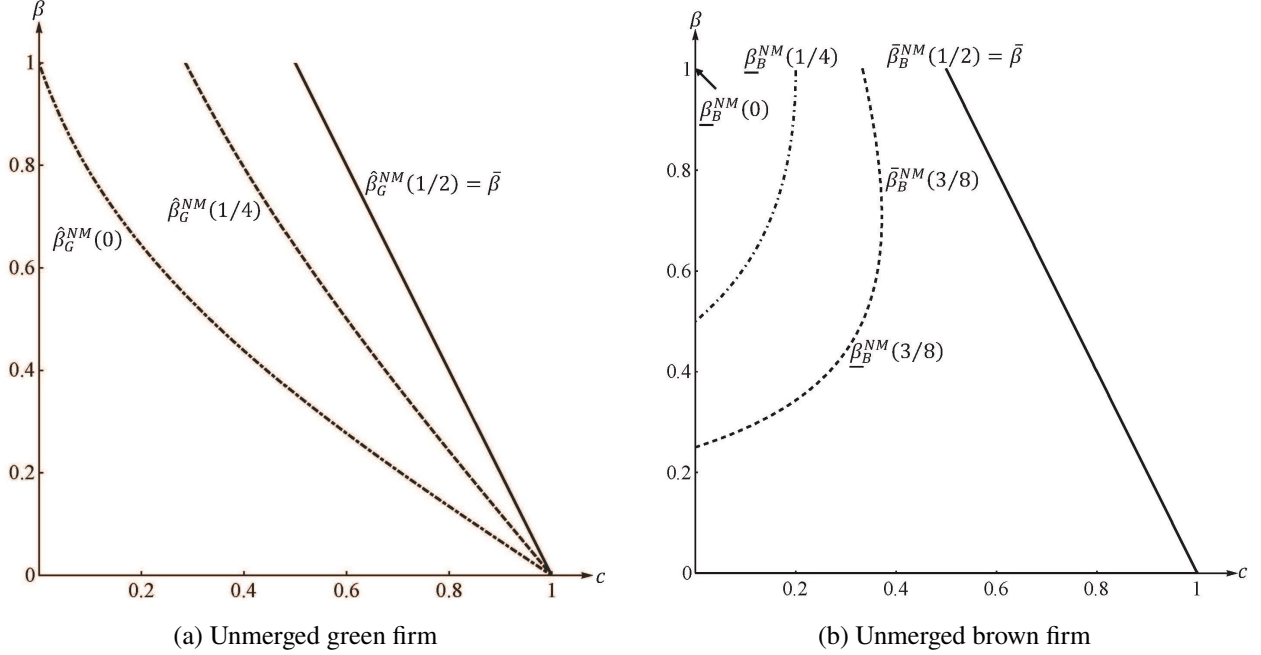 β
1
0.8
0.6
0.4
0.2
0
0.2
0.4
0.6
0.8
1
c
β̂_G^{NM}(0)
β̂_G^{NM}(1/4)
β̂_G^{NM}(1/2) = β̄
(a) Unmerged green firm
β
1
0.8
0.6
0.4
0.2
0
0.2
0.4
0.6
0.8
1
c
β̲_B^{NM}(1/4)
β̄_B^{NM}(1/2) = β̄
β̲_B^{NM}(0)
β̄_B^{NM}(3/8)
β̲_B^{NM}(3/8)
(b) Unmerged brown firm